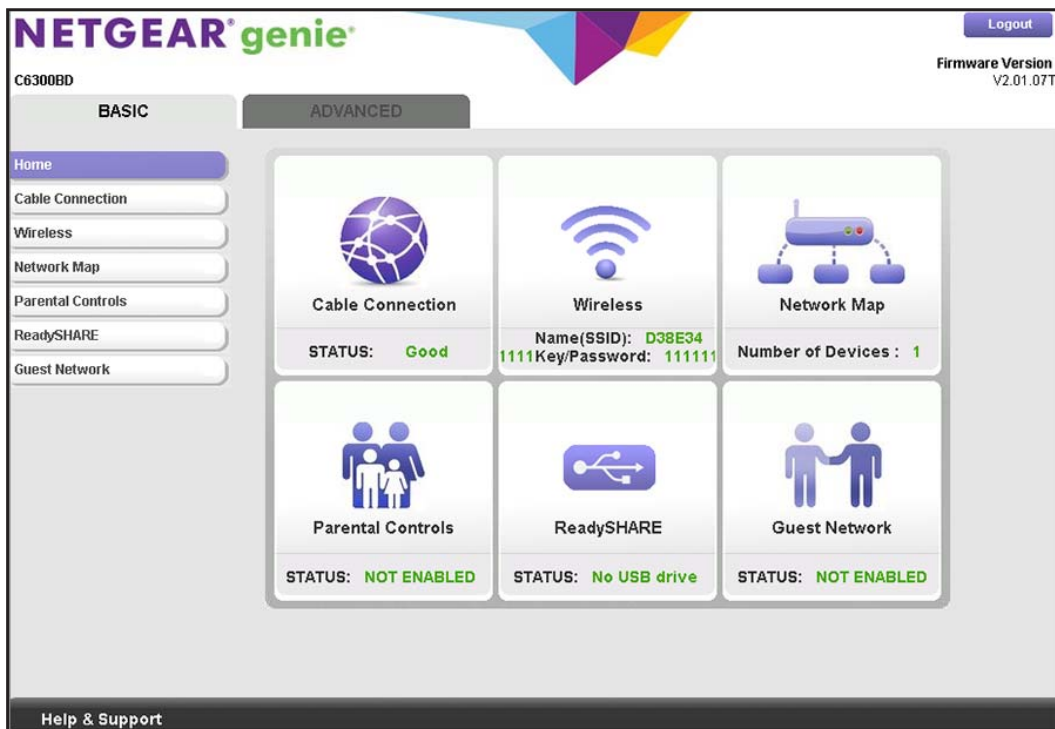 NETGEAR® genie®
Logout
Firmware Version
V2.01.07T
C6300BD
BASIC
ADVANCED
Home
Cable Connection
Wireless
Network Map
Parental Controls
ReadySHARE
Guest Network
Cable Connection
STATUS: Good
Wireless
Name(SSID): D38E34
1111Key/Password: 111111
Network Map
Number of Devices : 1
Parental Controls
STATUS: NOT ENABLED
ReadySHARE
STATUS: No USB drive
Guest Network
STATUS: NOT ENABLED
Help & Support